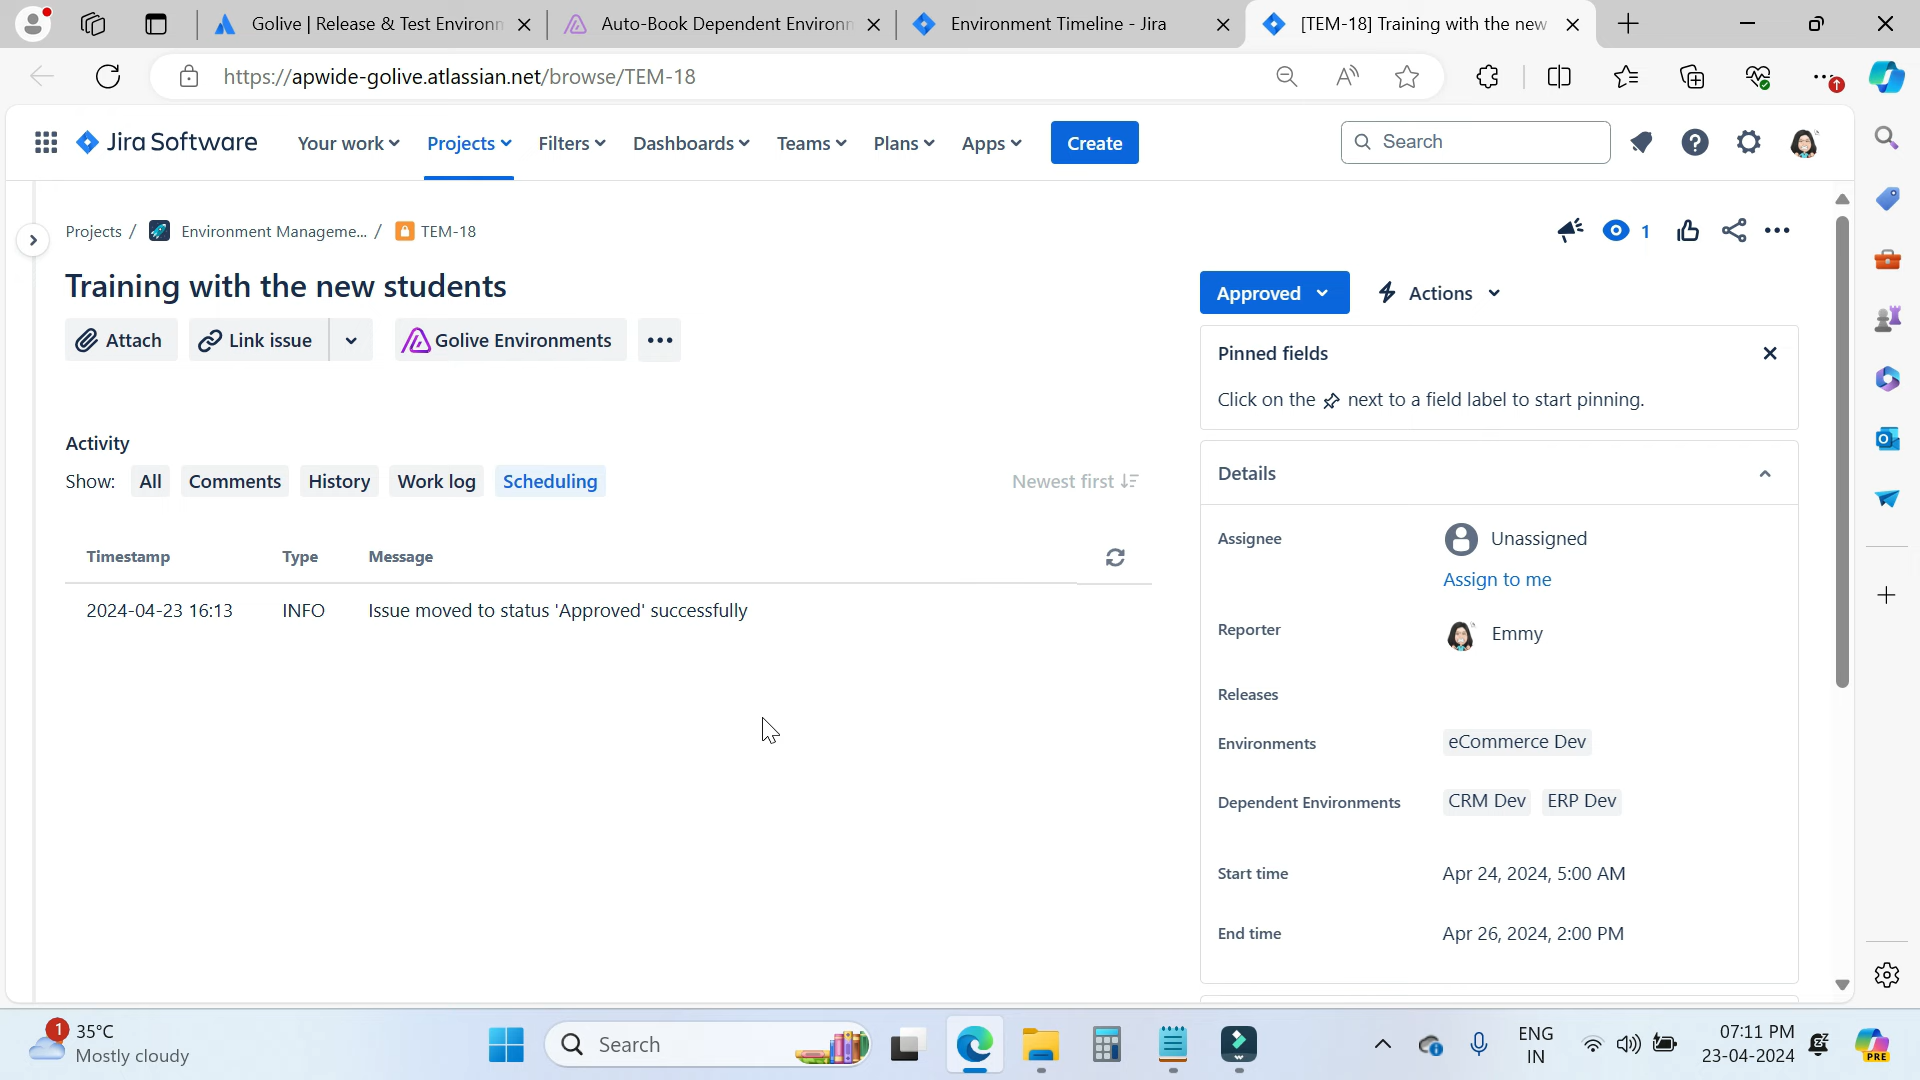 Golive | Release & Test Environn
Auto-Book Dependent Environn
Environment Timeline - Jira
[TEM-18] Training with the new
https://apwide-golive.atlassian.net/browse/TEM-18
A
Jira Software
Your work
Projects
Filters
Dashboards
Teams
Plans
Apps
Create
Search
Projects / Environment Manageme... / TEM-18
1
Training with the new students
Approved
Actions
Attach
Link issue
Golive Environments
Pinned fields
Click on the next to a field label to start pinning.
Activity
Show: All Comments History Work log Scheduling
Newest first
Details
Assignee
Unassigned
Assign to me
Timestamp Type Message
2024-04-23 16:13 INFO Issue moved to status 'Approved' successfully
Reporter
Emmy
Releases
Environments
eCommerce Dev
Dependent Environments
CRM Dev ERP Dev
Start time
Apr 24, 2024, 5:00 AM
End time
Apr 26, 2024, 2:00 PM
1
35°C
Mostly cloudy
Search
ENG
IN
07:11 PM
23-04-2024
PRE